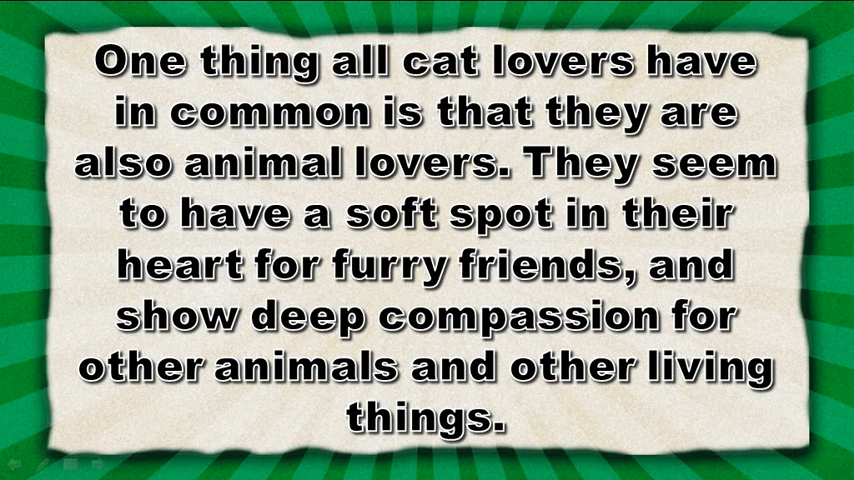 One thing all cat lovers have
in common is that they are
also animal lovers. They seem
to have a soft spot in their
heart for furry friends, and
show deep compassion for
other animals and other living
things.